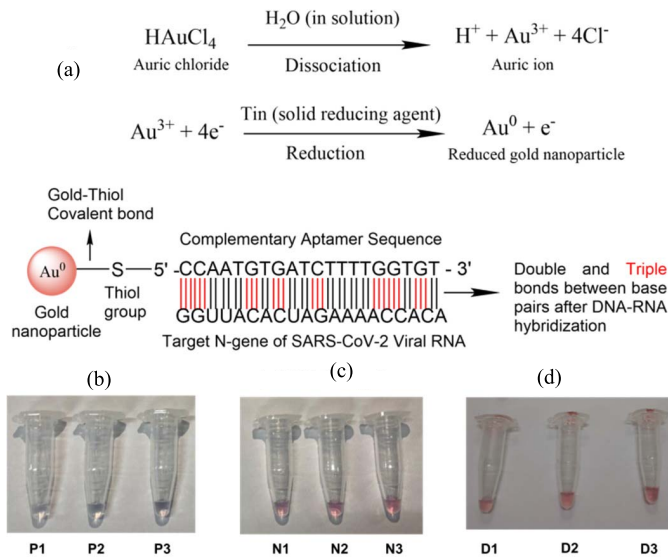 (a)
HAuCl₄
Auric chloride
H₂O (in solution)
Dissociation
H⁺ + Au³⁺ + 4Cl⁻
Auric ion
Au³⁺ + 4e⁻
Tin (solid reducing agent)
Reduction
Au⁰ + e⁻
Reduced gold nanoparticle
Gold-Thiol
Covalent bond
Au⁰
Gold
nanoparticle
S
Thiol
group
Complementary Aptamer Sequence
5' -CCAATGTGATCTTTTGGTGT - 3'
GGUUACACUAGAAAACCACA
Target N-gene of SARS-CoV-2 Viral RNA
Double and Triple
bonds between base
pairs after DNA-RNA
hybridization
(b)
P1 P2 P3
(c)
N1 N2 N3
(d)
D1 D2 D3